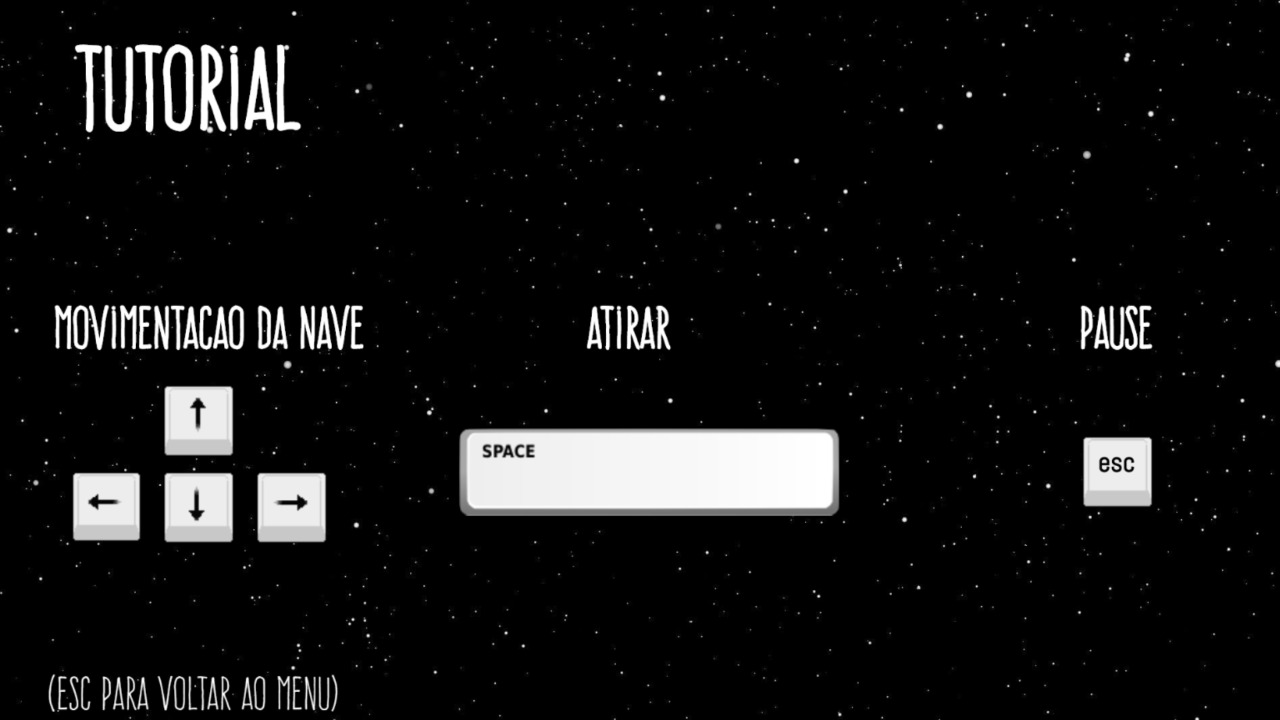 TUTORIAL
MOVIMENTACAO DA NAVE
ATIRAR
PAUSE
↑
SPACE
esc
← ↓ →
(ESC PARA VOLTAR AO MENU)